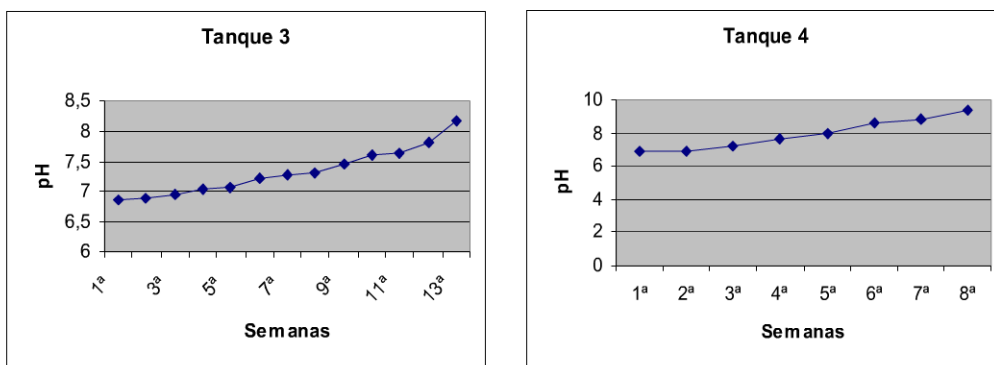 Tanque 3
8,5
8
7,5
7
6,5
6
pH
1ª
3ª
5ª
7ª
9ª
11ª
13ª
Semanas
Tanque 4
10
8
6
4
2
0
pH
1ª
2ª
3ª
4ª
5ª
6ª
7ª
8ª
Semanas